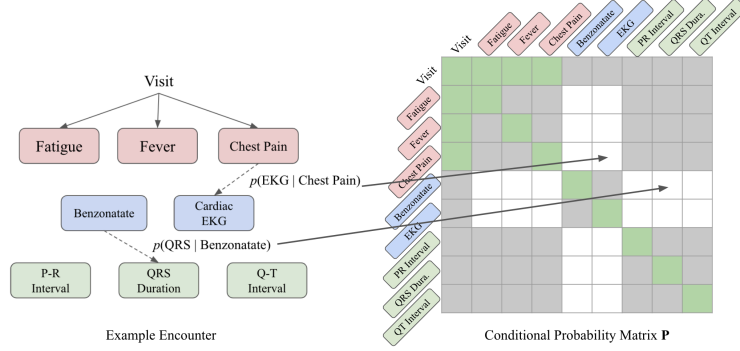 Visit
Fatigue
Fever
Chest Pain
p(EKG | Chest Pain)
Benzonatate
Cardiac
EKG
p(QRS | Benzonatate)
P-R
Interval
QRS
Duration
Q-T
Interval
Example Encounter
Visit
Fatigue
Fever
Chest Pain
Benzonatate
EKG
PR Interval
QRS Dura.
QT Interval
Visit
Fatigue
Fever
Chest Pain
Benzonatate
EKG
PR Interval
QRS Dura.
QT Interval
Conditional Probability Matrix P